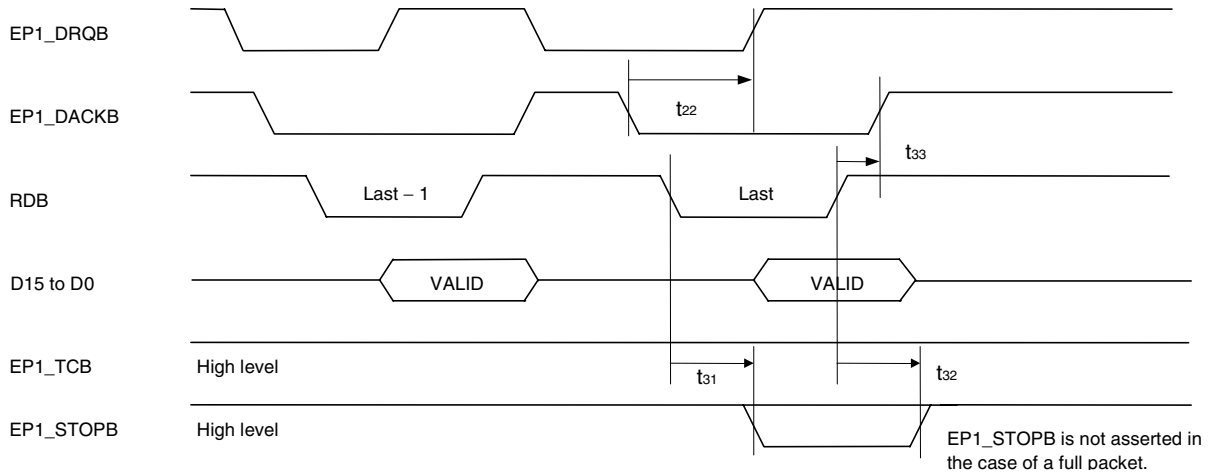 EP1_DRQB
t22
EP1_DACKB
t33
RDB
Last – 1
Last
D15 to D0
VALID
VALID
EP1_TCB
High level
t31
t32
EP1_STOPB
High level
EP1_STOPB is not asserted in
the case of a full packet.